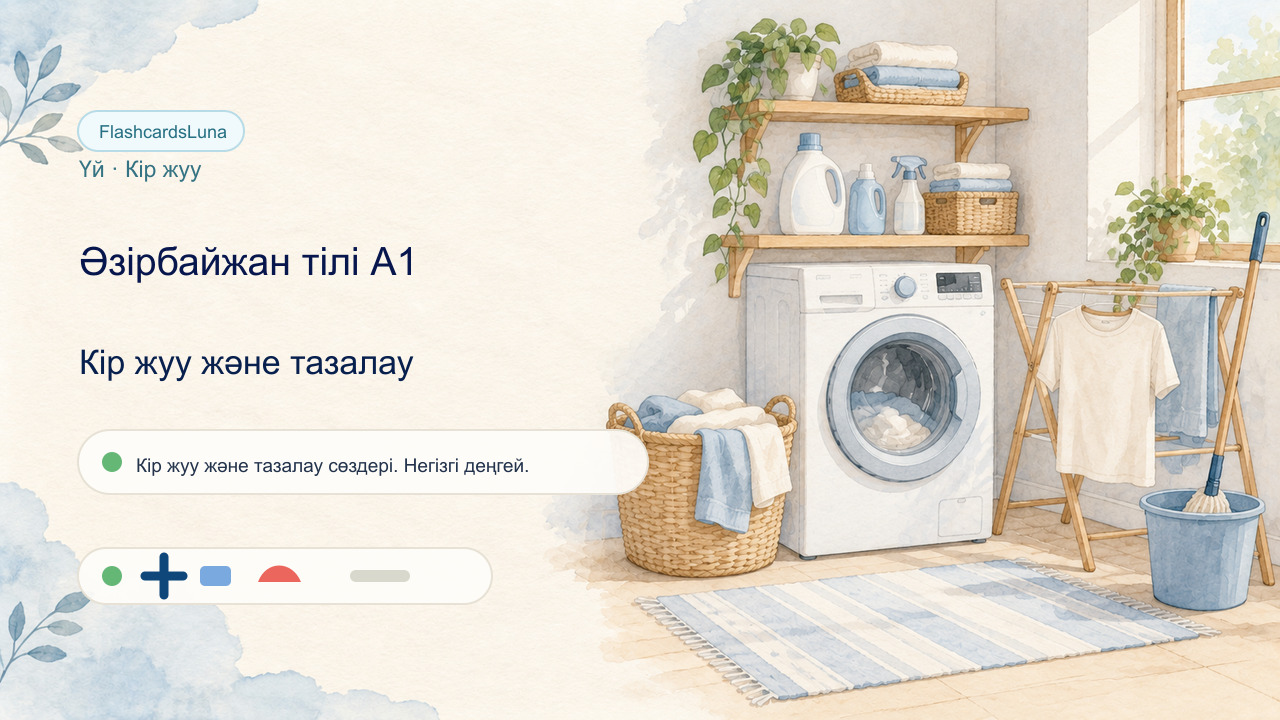 FlashcardsLuna
Үй · Кір жуу
Әзірбайжан тілі A1
Кір жуу және тазалау
Кір жуу және тазалау сөздері. Негізгі деңгей.